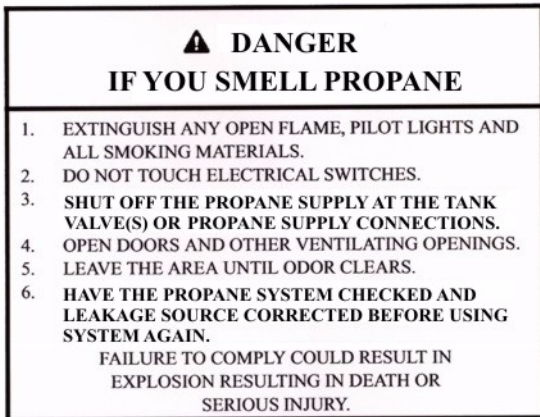 ⚠ DANGER
IF YOU SMELL PROPANE
1. EXTINGUISH ANY OPEN FLAME, PILOT LIGHTS AND
ALL SMOKING MATERIALS.
2. DO NOT TOUCH ELECTRICAL SWITCHES.
3. SHUT OFF THE PROPANE SUPPLY AT THE TANK
VALVE(S) OR PROPANE SUPPLY CONNECTIONS.
4. OPEN DOORS AND OTHER VENTILATING OPENINGS.
5. LEAVE THE AREA UNTIL ODOR CLEARS.
6. HAVE THE PROPANE SYSTEM CHECKED AND
LEAKAGE SOURCE CORRECTED BEFORE USING
SYSTEM AGAIN.
FAILURE TO COMPLY COULD RESULT IN
EXPLOSION RESULTING IN DEATH OR
SERIOUS INJURY.